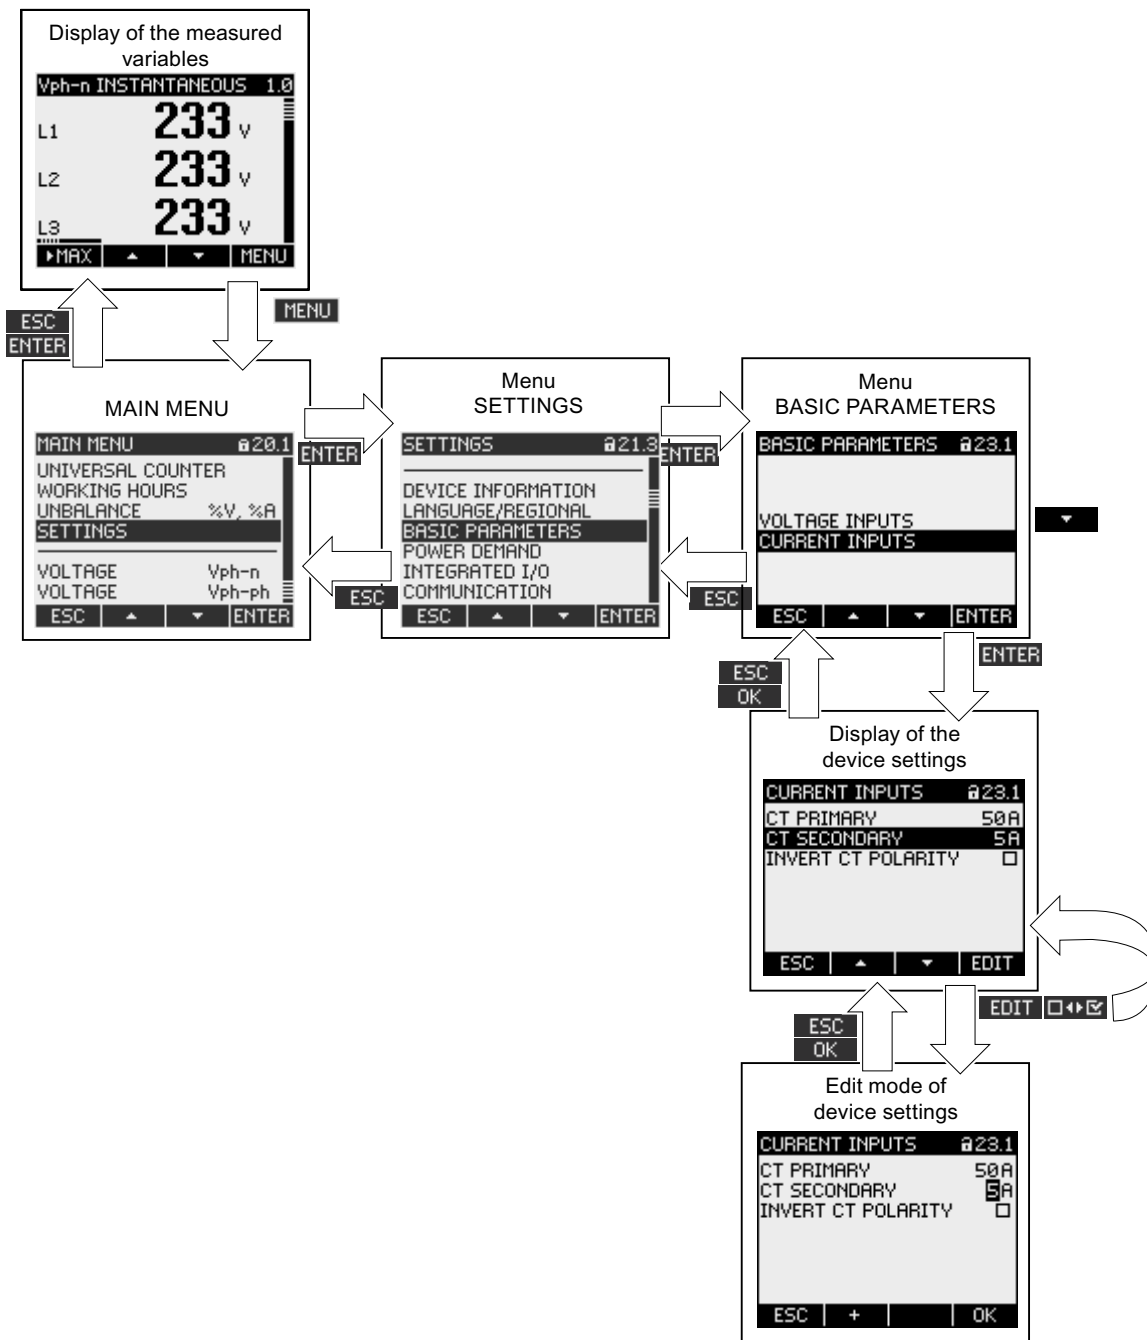 Display of the measured
variables
Vph-n INSTANTANEOUS 1.0
L1 233 V
L2 233 V
L3 233 V
MAX MENU
ESC
ENTER
MENU
MAIN MENU
MAIN MENU 20.1
UNIVERSAL COUNTER
WORKING HOURS
UNBALANCE %V, %A
SETTINGS
VOLTAGE Vph-n
VOLTAGE Vph-ph
ESC ENTER
ENTER
ESC
Menu
SETTINGS
SETTINGS 21.3
DEVICE INFORMATION
LANGUAGE/REGIONAL
BASIC PARAMETERS
POWER DEMAND
INTEGRATED I/O
COMMUNICATION
ESC ENTER
ENTER
ESC
Menu
BASIC PARAMETERS
BASIC PARAMETERS 23.1
VOLTAGE INPUTS
CURRENT INPUTS
ESC ENTER
ESC
OK
ENTER
Display of the
device settings
CURRENT INPUTS 23.1
CT PRIMARY 50A
CT SECONDARY 5A
INVERT CT POLARITY
ESC EDIT
EDIT
ESC
OK
Edit mode of
device settings
CURRENT INPUTS 23.1
CT PRIMARY 50A
CT SECONDARY 5A
INVERT CT POLARITY
ESC + OK